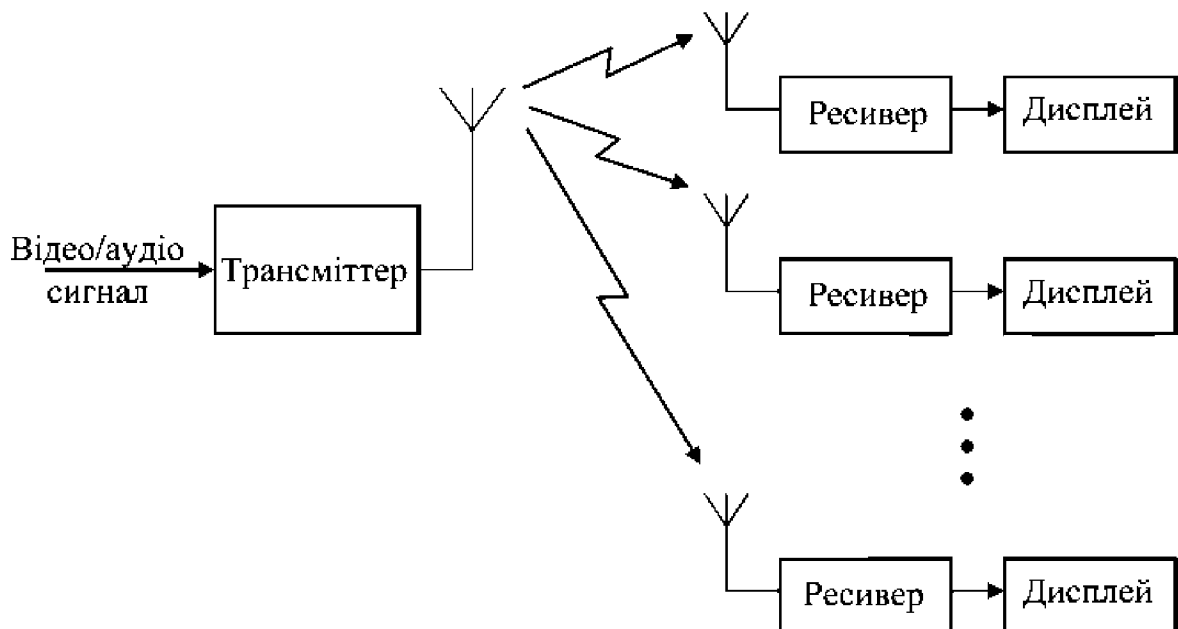 Відео/аудіо
сигнал
Трансміттер
Ресивер
Дисплей
Ресивер
Дисплей
Ресивер
Дисплей